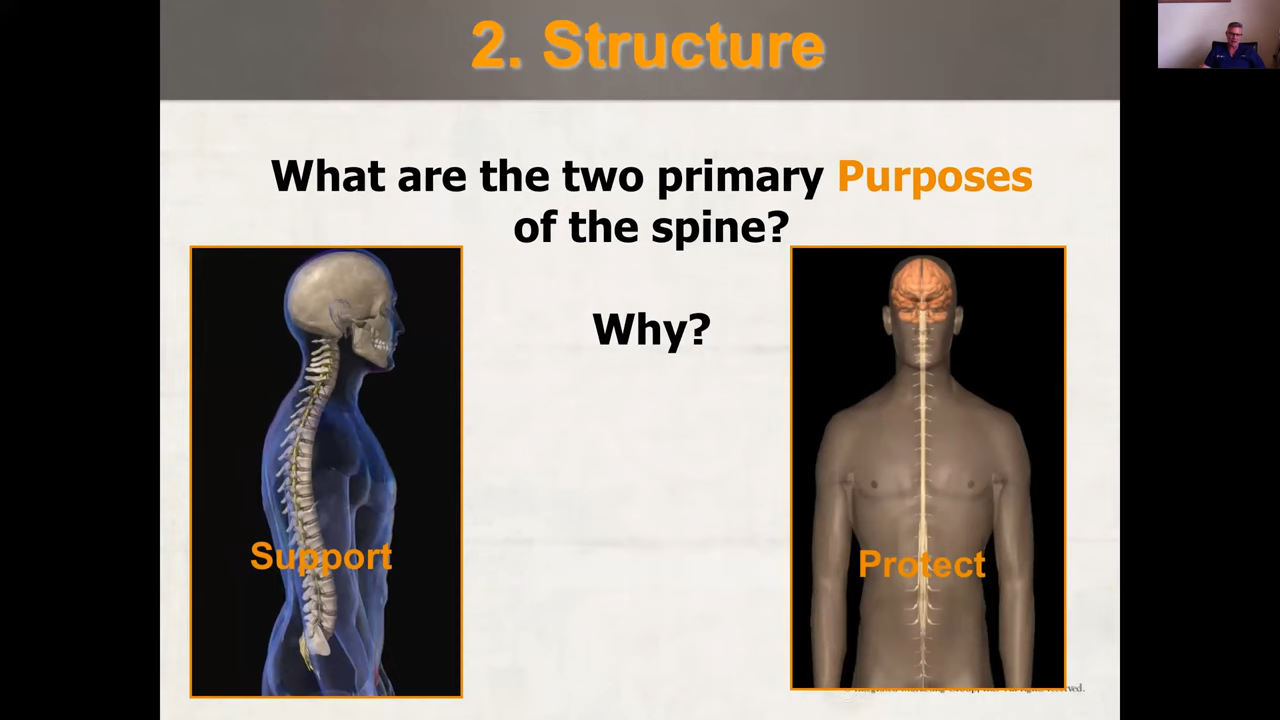 2. Structure
What are the two primary Purposes
of the spine?
Why?
Support
Protect